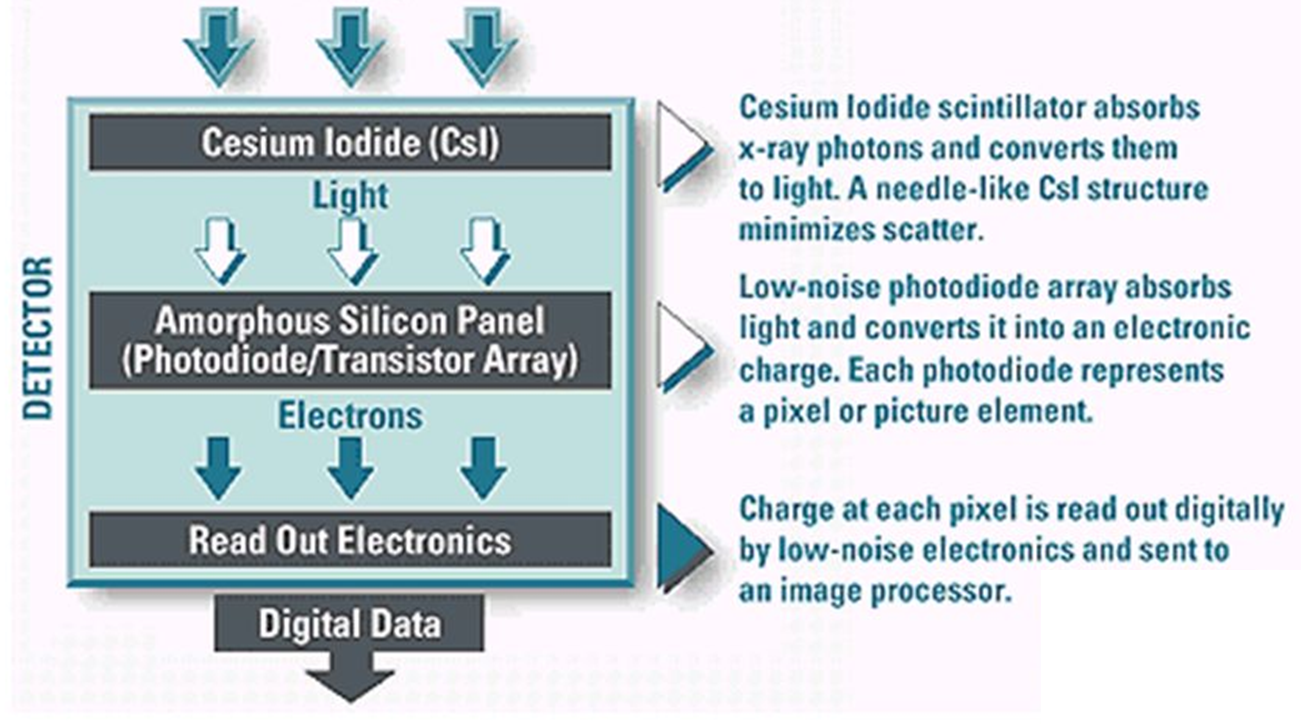 DETECTOR
Cesium Iodide (CsI)
Light
Amorphous Silicon Panel
(Photodiode/Transistor Array)
Electrons
Read Out Electronics
Digital Data
Cesium Iodide scintillator absorbs
x-ray photons and converts them
to light. A needle-like CsI structure
minimizes scatter.
Low-noise photodiode array absorbs
light and converts it into an electronic
charge. Each photodiode represents
a pixel or picture element.
Charge at each pixel is read out digitally
by low-noise electronics and sent to
an image processor.